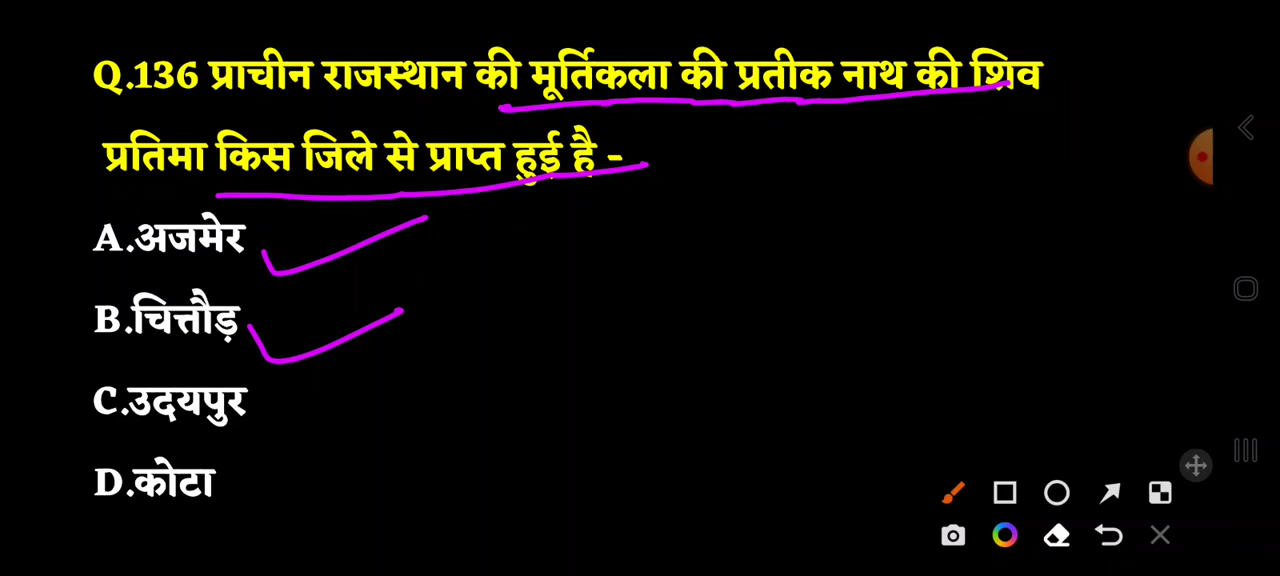 Q.136 प्राचीन राजस्थान की मूर्तिकला की प्रतीक नाथ की शिव
प्रतिमा किस जिले से प्राप्त हुई है -
A.अजमेर
B.चित्तौड़
C.उदयपुर
D.कोटा